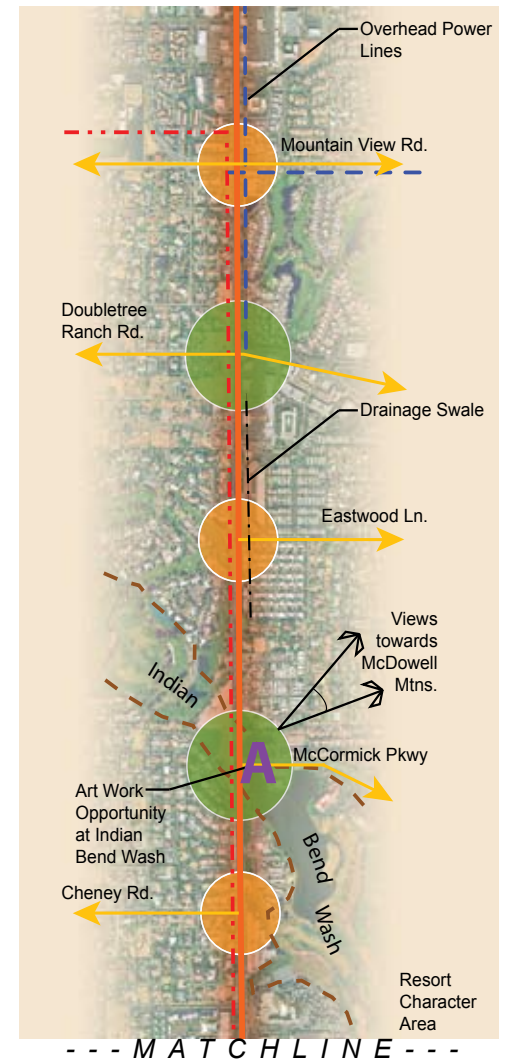 Overhead Power
Lines
Mountain View Rd.
Doubletree
Ranch Rd.
Drainage Swale
Eastwood Ln.
Views
towards
McDowell
Mtns.
Indian
A
McCormick Pkwy
Art Work
Opportunity
at Indian
Bend Wash
Bend
Wash
Cheney Rd.
Resort
Character
Area
- - - M A T C H L I N E - - -